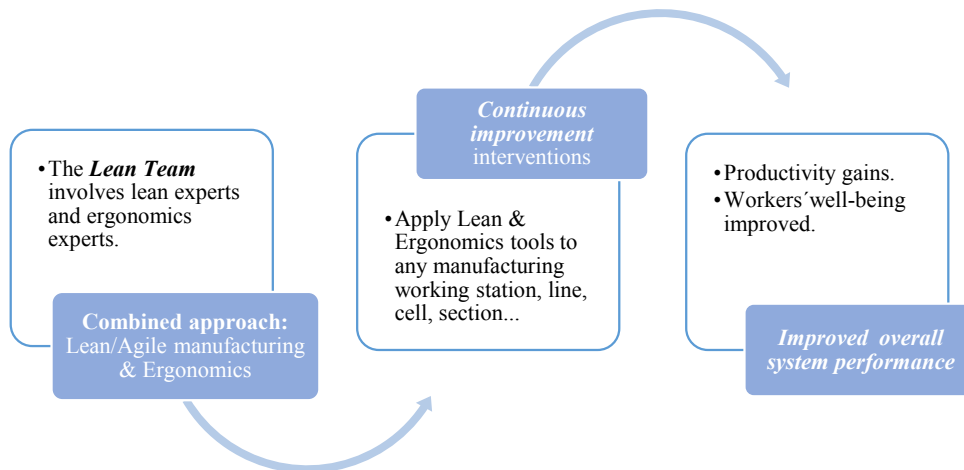 •The Lean Team
involves lean experts
and ergonomics
experts.
Combined approach:
Lean/Agile manufacturing
& Ergonomics
Continuous
improvement
interventions
•Apply Lean &
Ergonomics tools to
any manufacturing
working station, line,
cell, section...
•Productivity gains.
•Workers´well-being
improved.
Improved overall
system performance